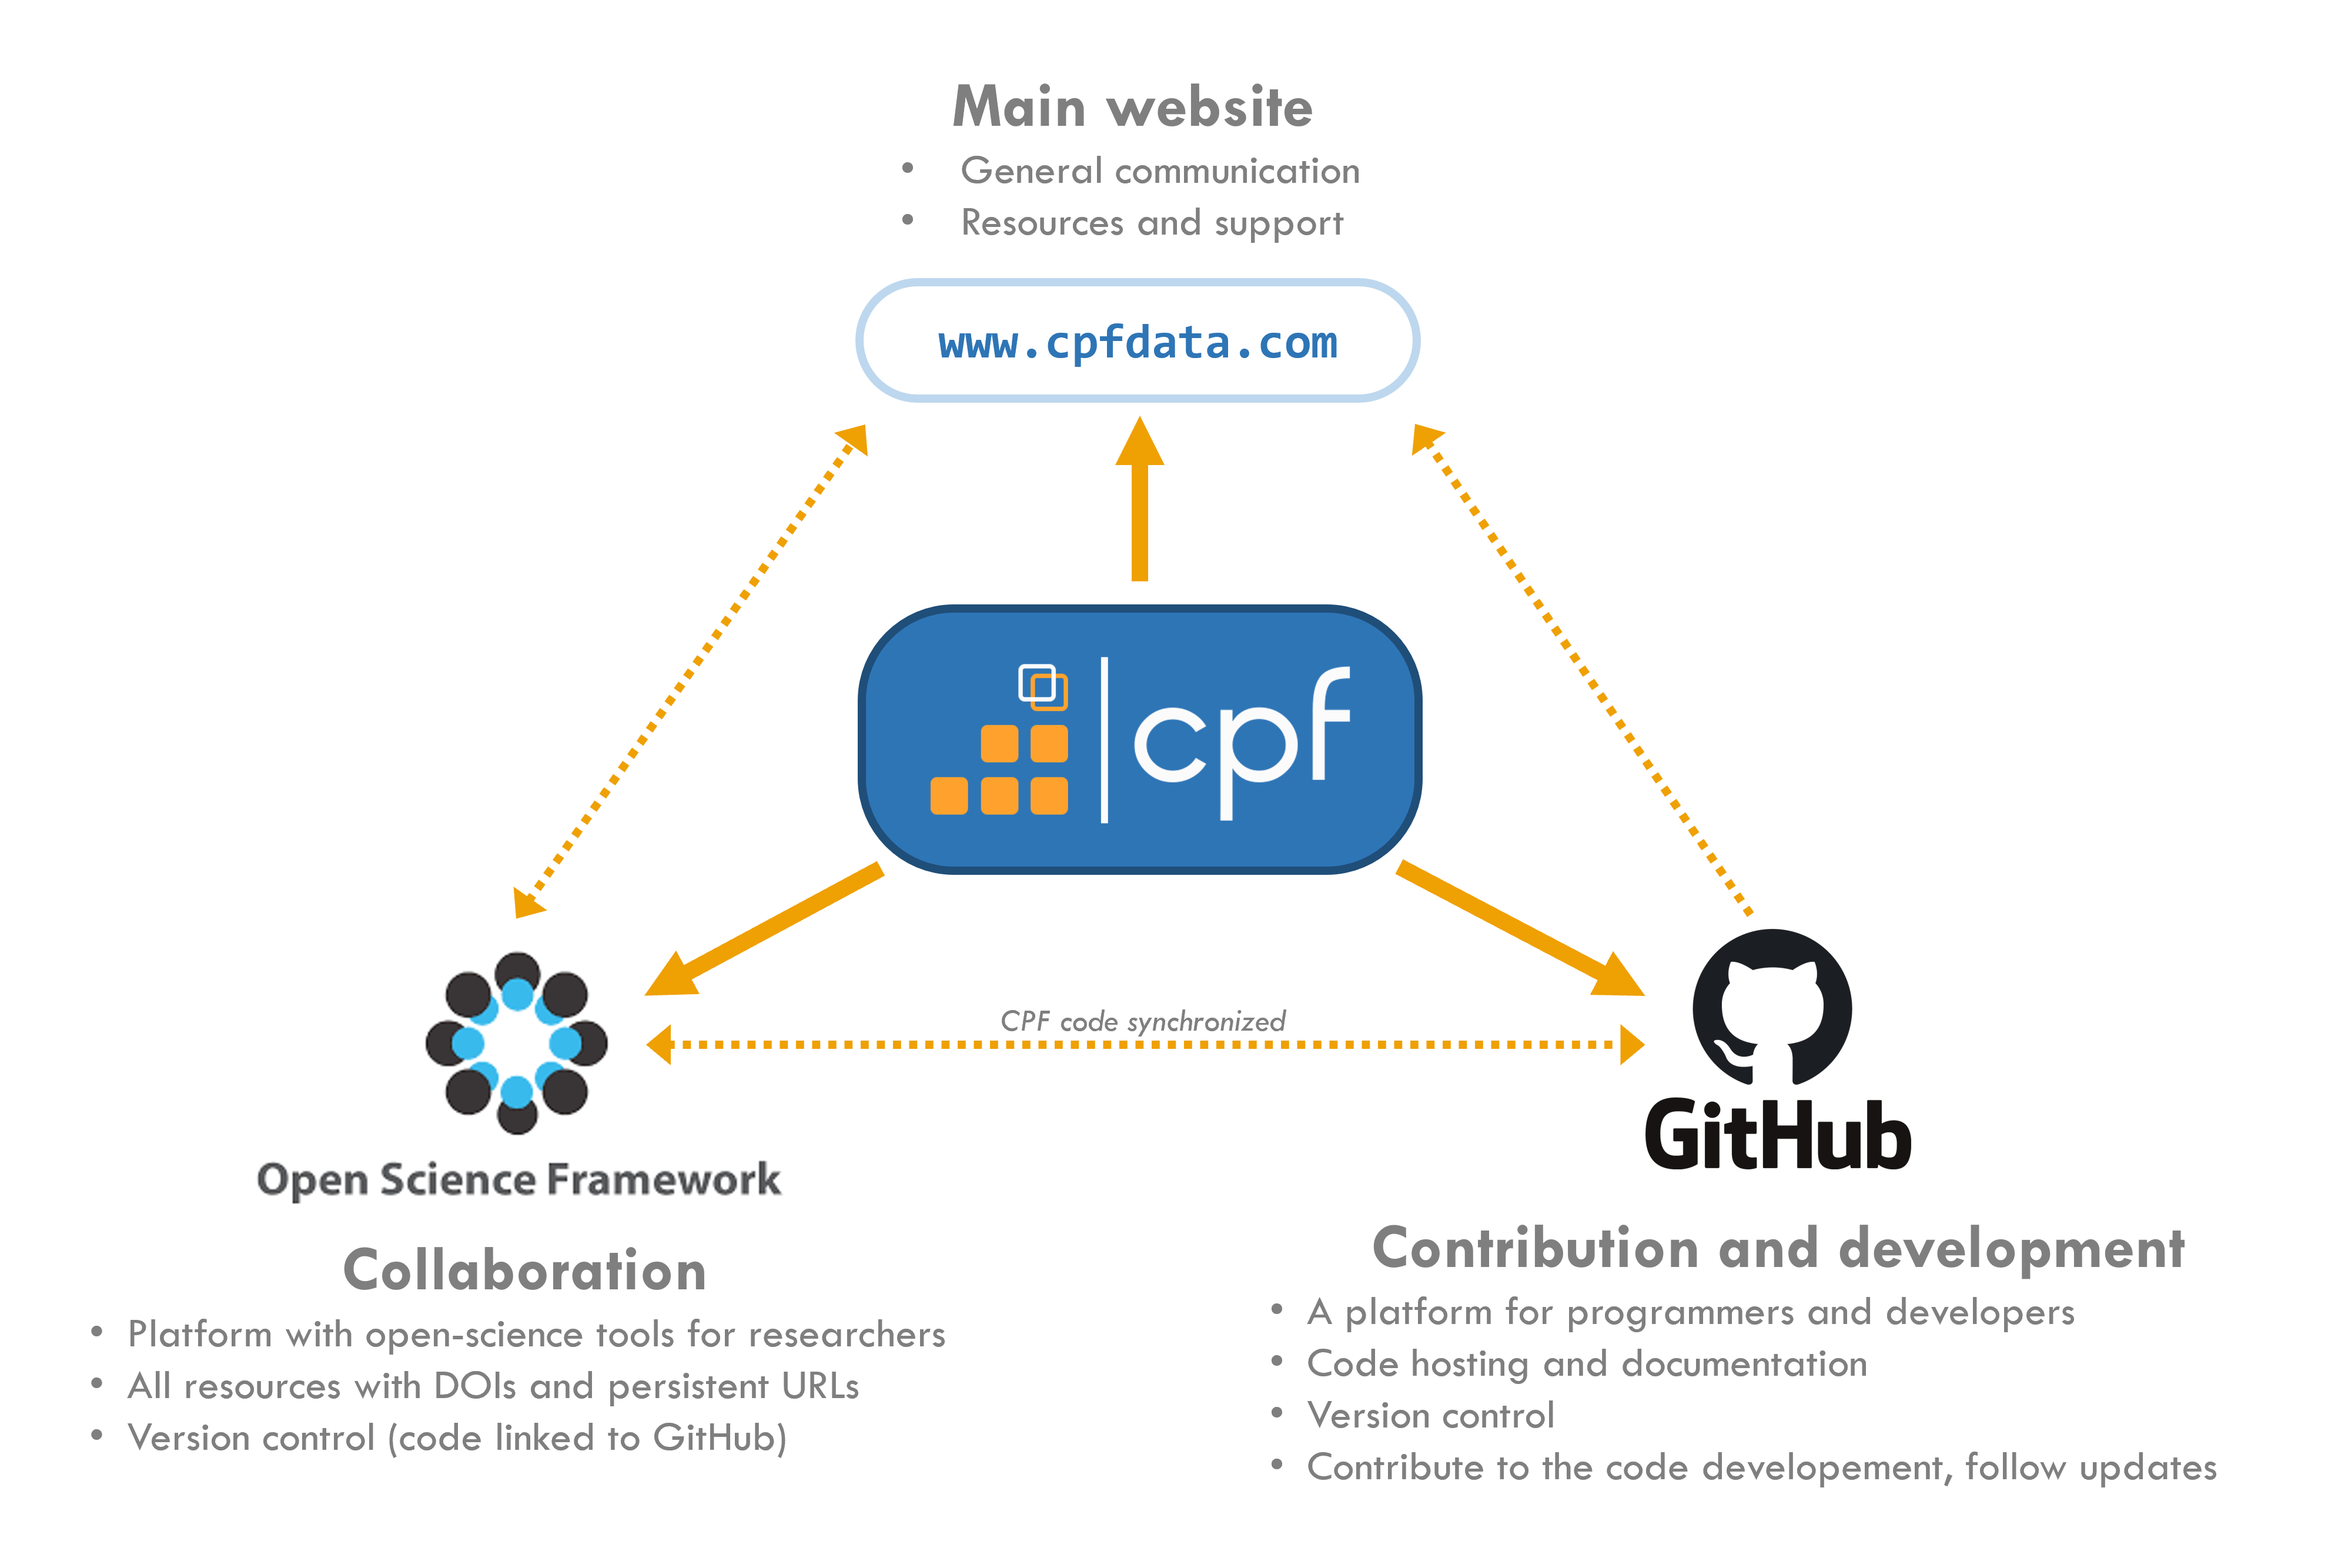 Main website
• General communication
• Resources and support
www.cpfdata.com
cpf
CPF code synchronized
Open Science Framework
Collaboration
• Platform with open-science tools for researchers
• All resources with DOIs and persistent URLs
• Version control (code linked to GitHub)
GitHub
Contribution and development
• A platform for programmers and developers
• Code hosting and documentation
• Version control
• Contribute to the code developement, follow updates